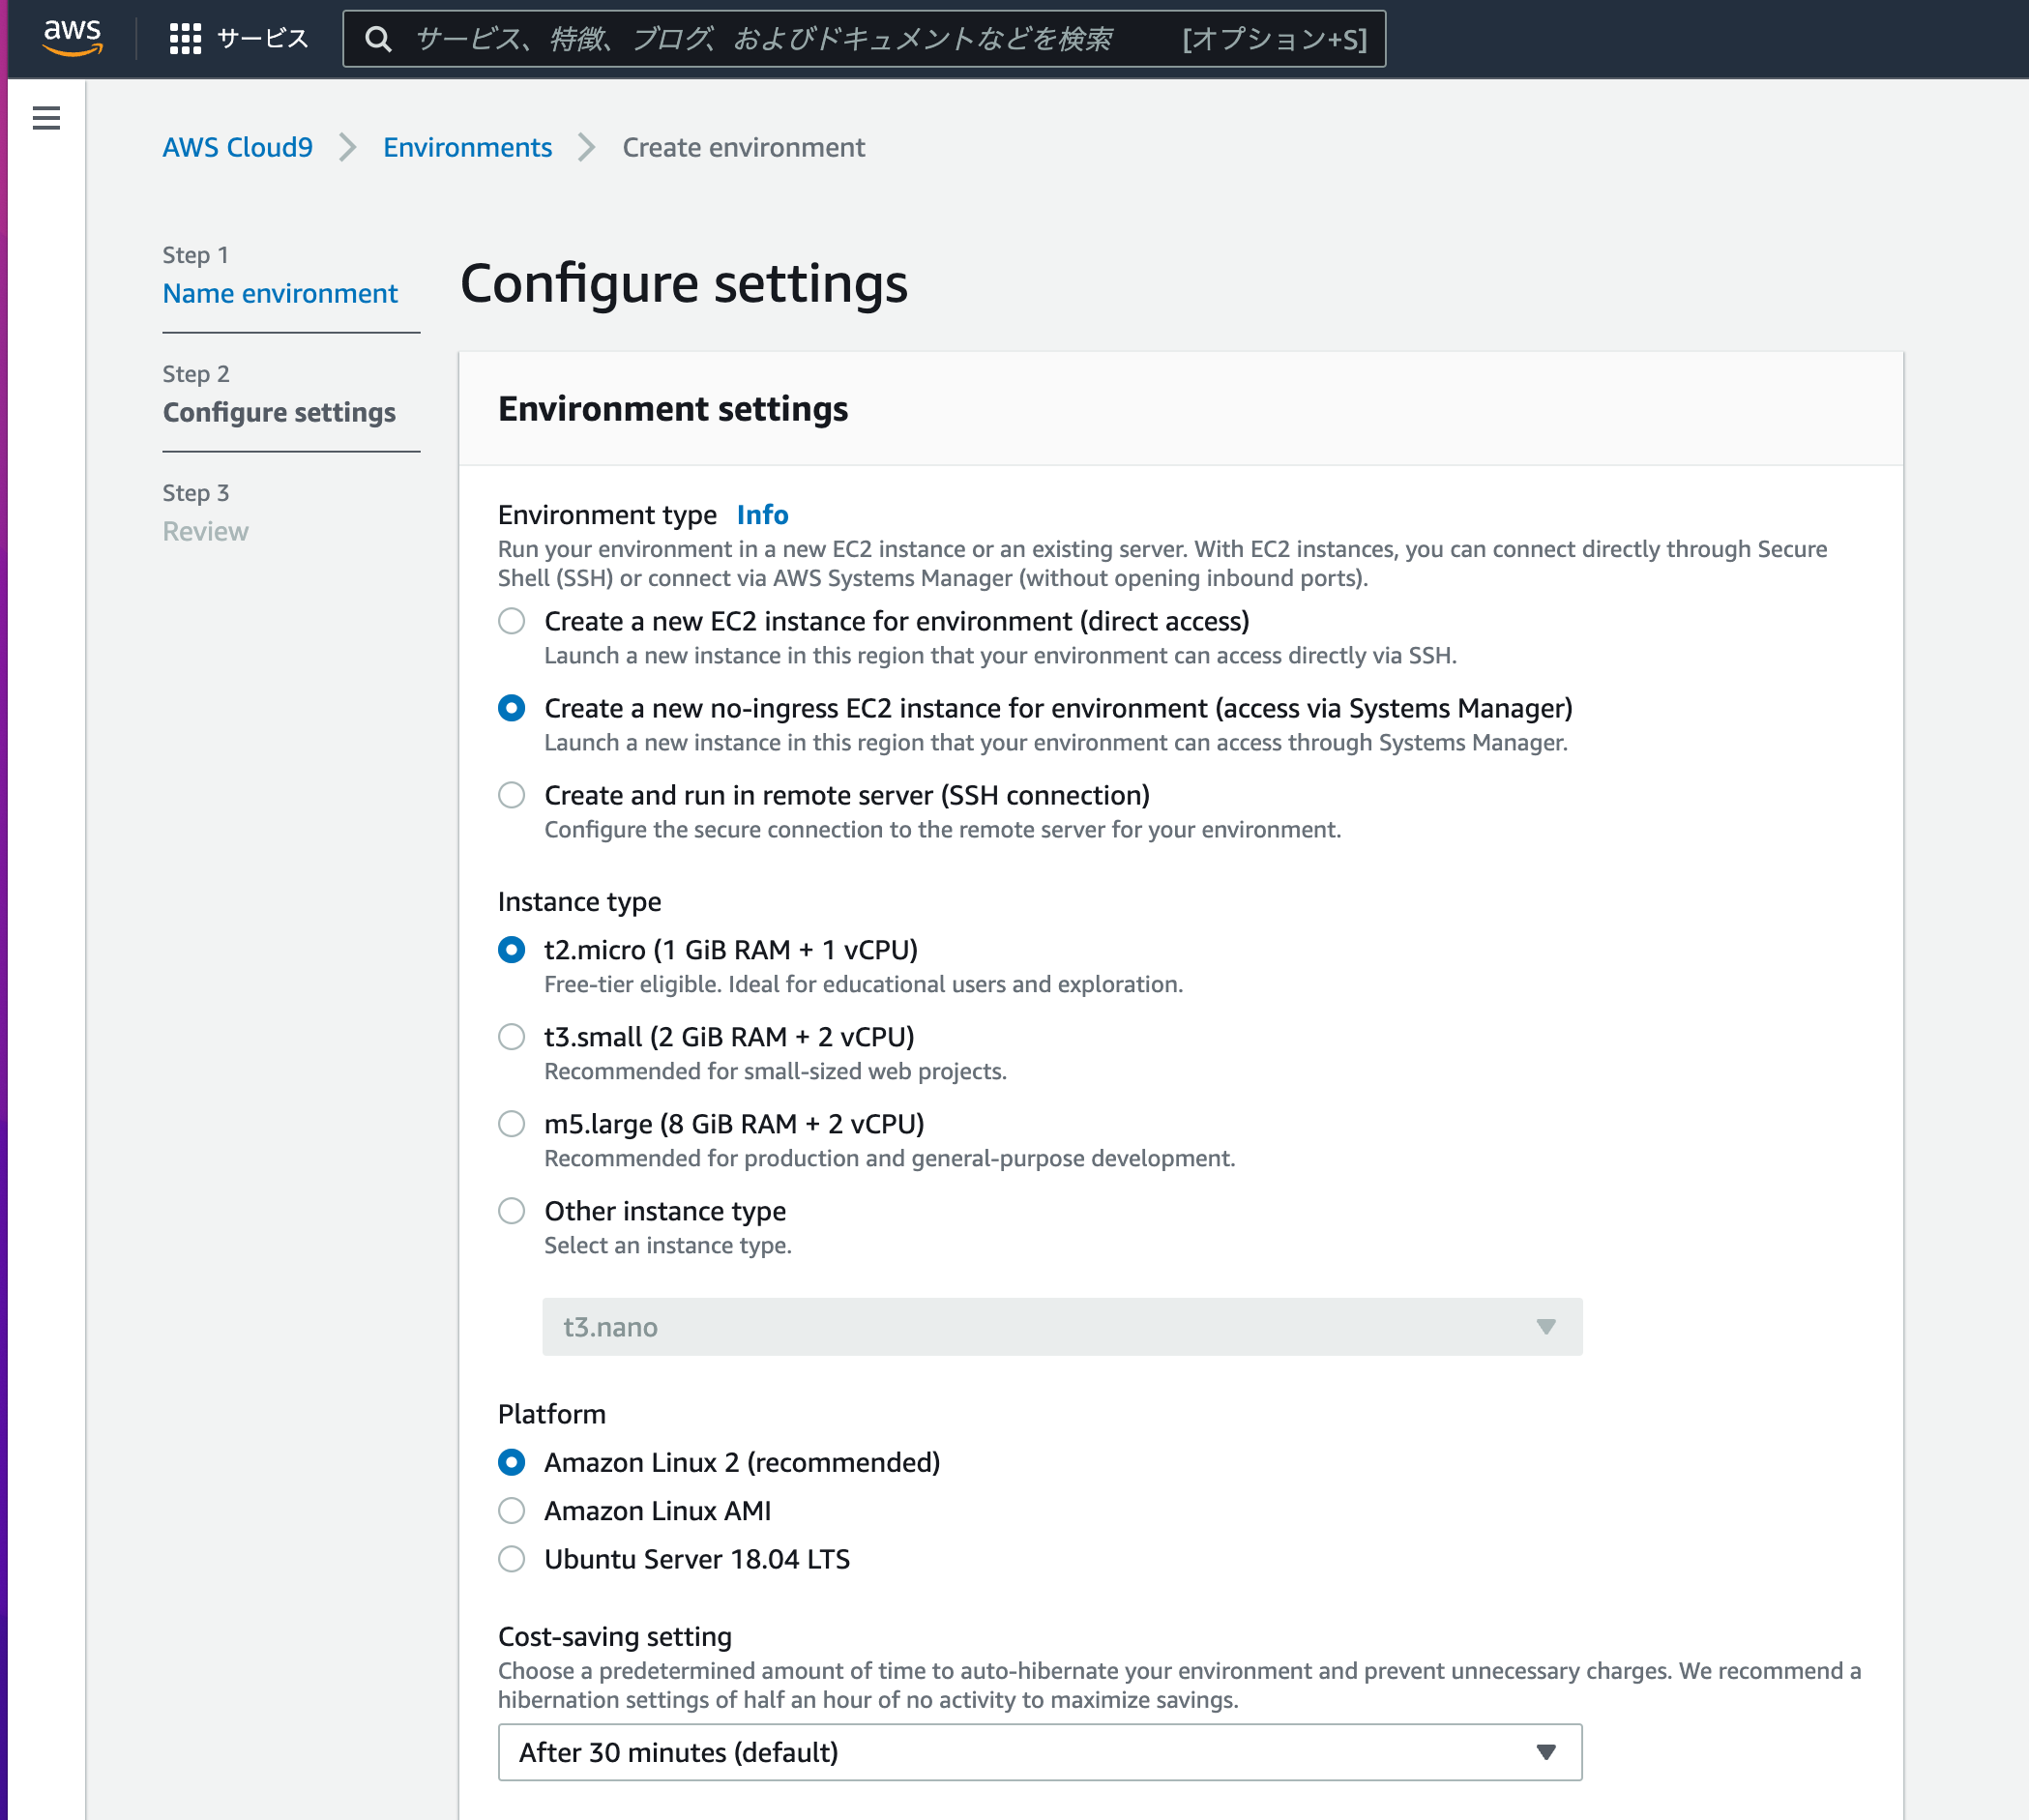 aws
サービス
サービス、特徴、ブログ、およびドキュメントなどを検索
[オプション+S]
AWS Cloud9
Environments
Create environment
Step 1
Name environment
Step 2
Configure settings
Step 3
Review
Configure settings
Environment settings
Environment type Info
Run your environment in a new EC2 instance or an existing server. With EC2 instances, you can connect directly through Secure
Shell (SSH) or connect via AWS Systems Manager (without opening inbound ports).
Create a new EC2 instance for environment (direct access)
Launch a new instance in this region that your environment can access directly via SSH.
Create a new no-ingress EC2 instance for environment (access via Systems Manager)
Launch a new instance in this region that your environment can access through Systems Manager.
Create and run in remote server (SSH connection)
Configure the secure connection to the remote server for your environment.
Instance type
t2.micro (1 GiB RAM + 1 vCPU)
Free-tier eligible. Ideal for educational users and exploration.
t3.small (2 GiB RAM + 2 vCPU)
Recommended for small-sized web projects.
m5.large (8 GiB RAM + 2 vCPU)
Recommended for production and general-purpose development.
Other instance type
Select an instance type.
t3.nano
Platform
Amazon Linux 2 (recommended)
Amazon Linux AMI
Ubuntu Server 18.04 LTS
Cost-saving setting
Choose a predetermined amount of time to auto-hibernate your environment and prevent unnecessary charges. We recommend a
hibernation settings of half an hour of no activity to maximize savings.
After 30 minutes (default)